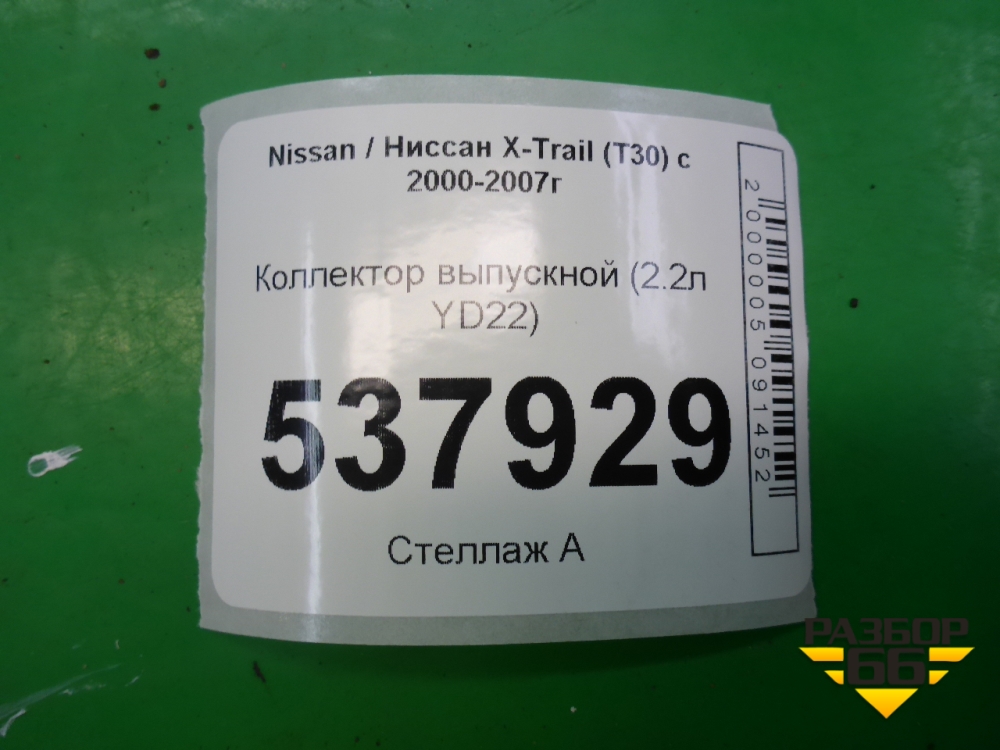 Nissan / Ниссан X-Trail (T30) с
2000-2007г
Коллектор выпускной (2.2л
YD22)
537929
Стеллаж А
2000005091452
РАЗБОР
66